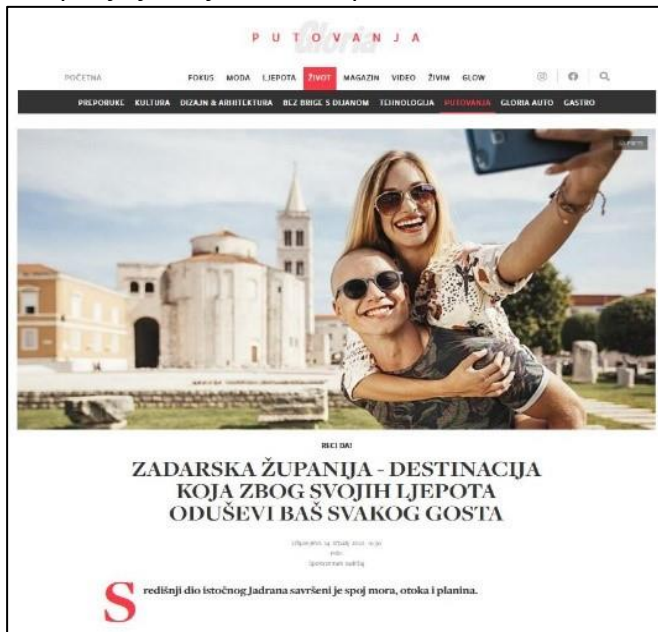 PUTOVANJA
Gloria
POČETNA FOKUS MODA LJEPOTA ŽIVOT MAGAZIN VIDEO ŽIVIM GLOW
PREPORUKE KULTURA DIZAJN & ARHITEKTURA BEZ BRIGE S DIJANOM TEHNOLOGIJA PUTOVANJA GLORIA AUTO GASTRO
RECI DA!
ZADARSKA ŽUPANIJA - DESTINACIJA
KOJA ZBOG SVOJIH LJEPOTA
ODUŠEVI BAŠ SVAKOG GOSTA
Sponzorirani sadržaj
Središnji dio istočnog Jadrana savršeni je spoj mora, otoka i planina.